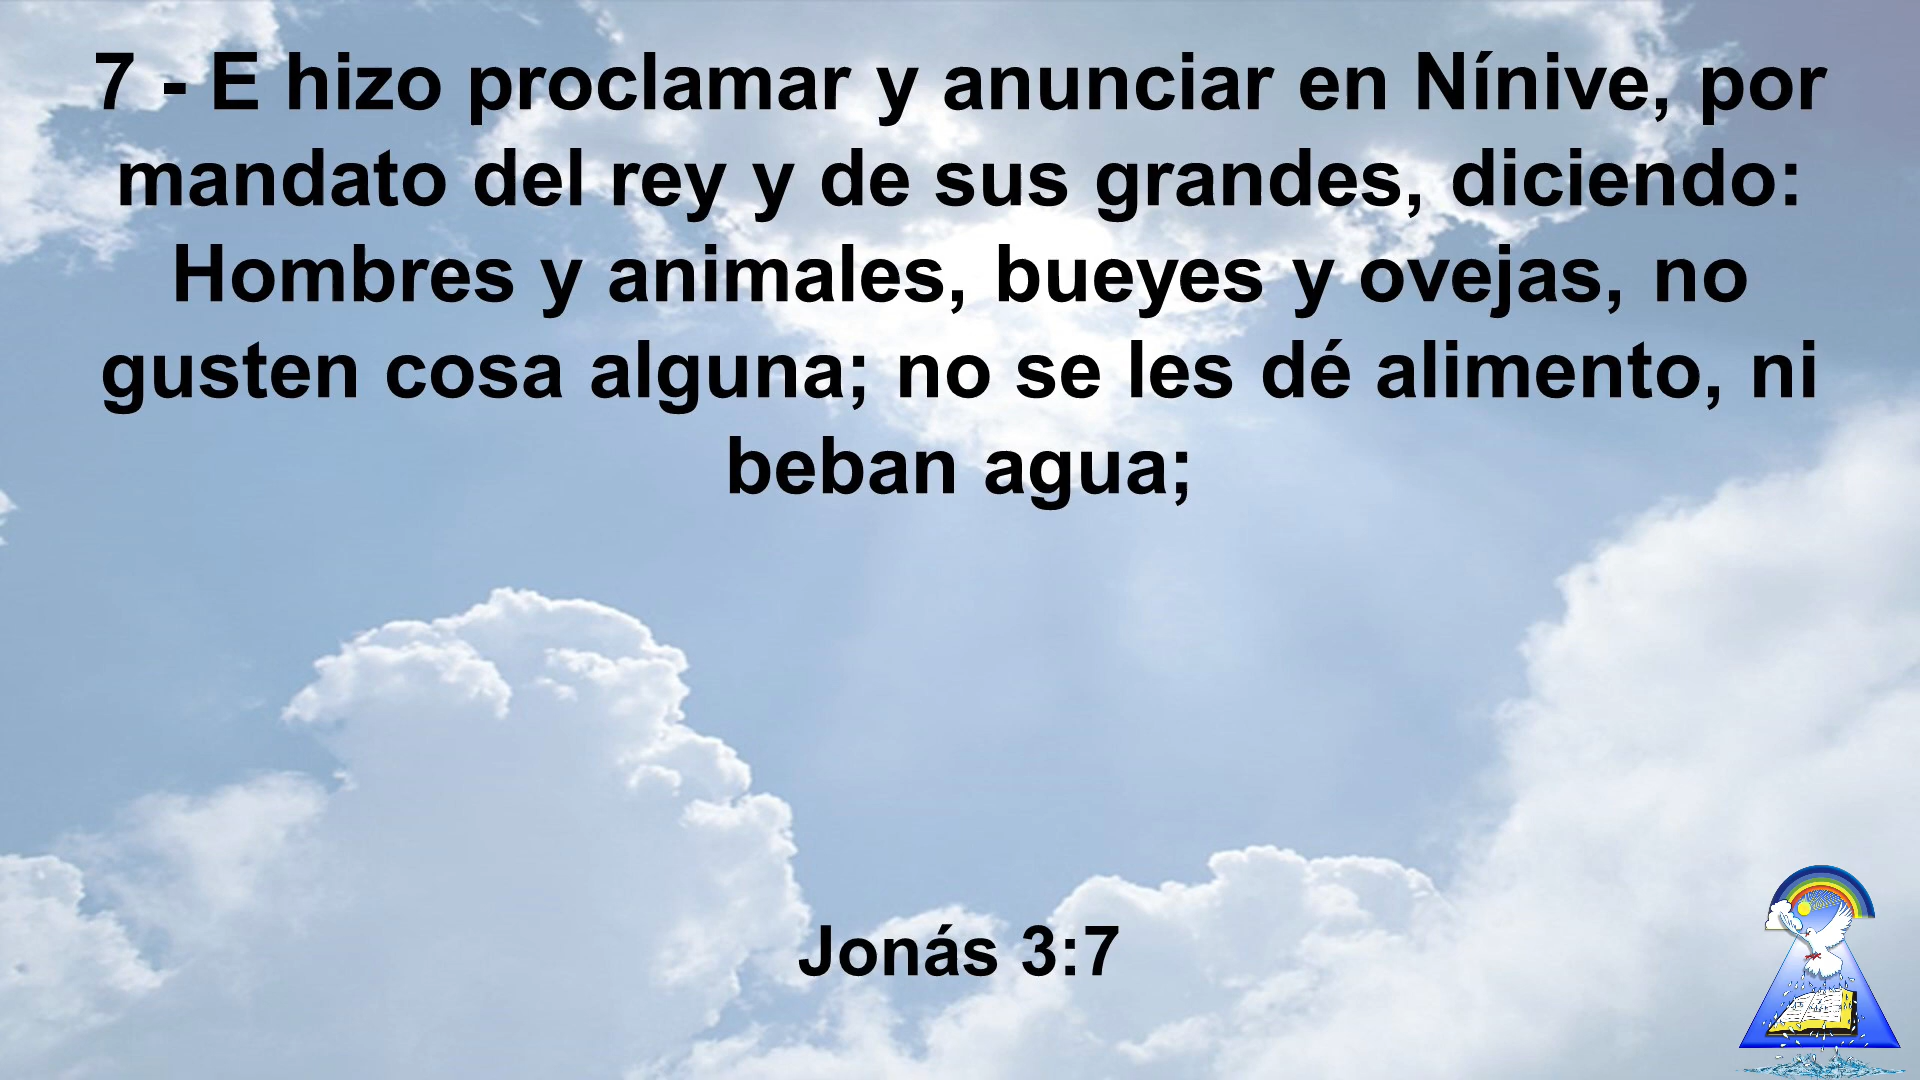 7 - E hizo proclamar y anunciar en Nínive, por
mandato del rey y de sus grandes, diciendo:
Hombres y animales, bueyes y ovejas, no
gusten cosa alguna; no se les dé alimento, ni
beban agua;
Jonás 3:7